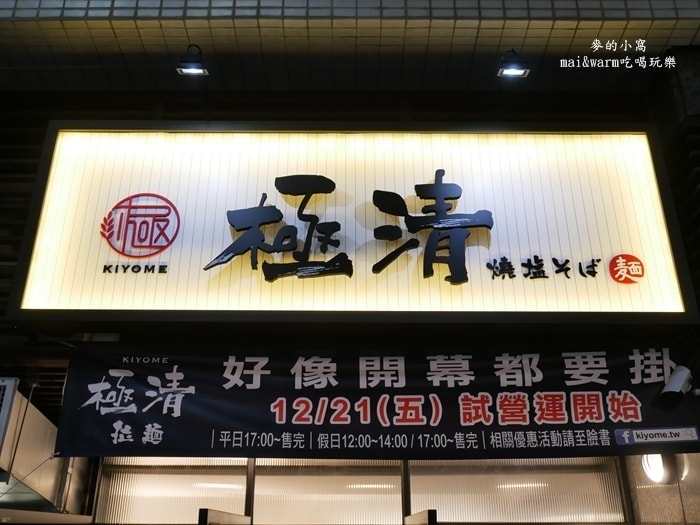 麥的小窩
mai&warm吃喝玩樂
極
KIYOME
極清
燒塩そば
麵
KIYOME
極清
拉麵
好像開幕都要掛
12/21(五) 試營運開始
|平日17:00~售完|假日12:00~14:00 / 17:00~售完|相關優惠活動請至臉書 f kiyome.tw